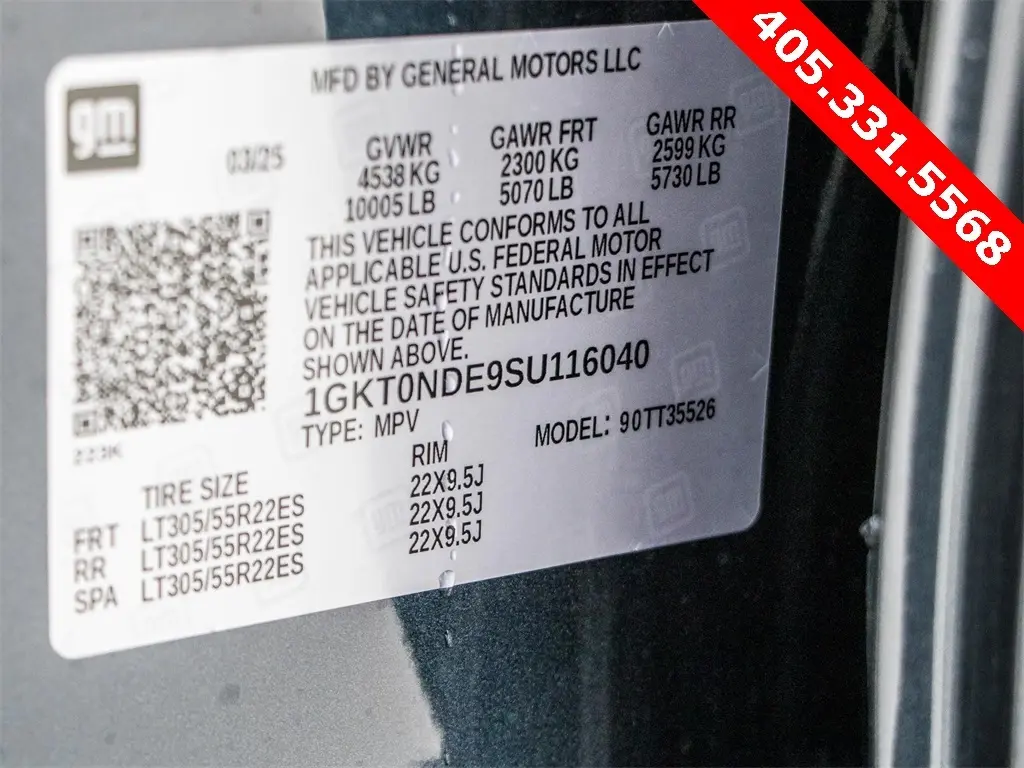 405.331.5568
MFD BY GENERAL MOTORS LLC
gm
03/25
GVWR
4538 KG
10005 LB
GAWR FRT
2300 KG
5070 LB
GAWR RR
2599 KG
5730 LB
THIS VEHICLE CONFORMS TO ALL
APPLICABLE U.S. FEDERAL MOTOR
VEHICLE SAFETY STANDARDS IN EFFECT
ON THE DATE OF MANUFACTURE
SHOWN ABOVE.
1GKT0NDE9SU116040
TYPE: MPV
MODEL: 90TT35526
TIRE SIZE RIM
FRT LT305/55R22ES 22X9.5J
RR LT305/55R22ES 22X9.5J
SPA LT305/55R22ES 22X9.5J